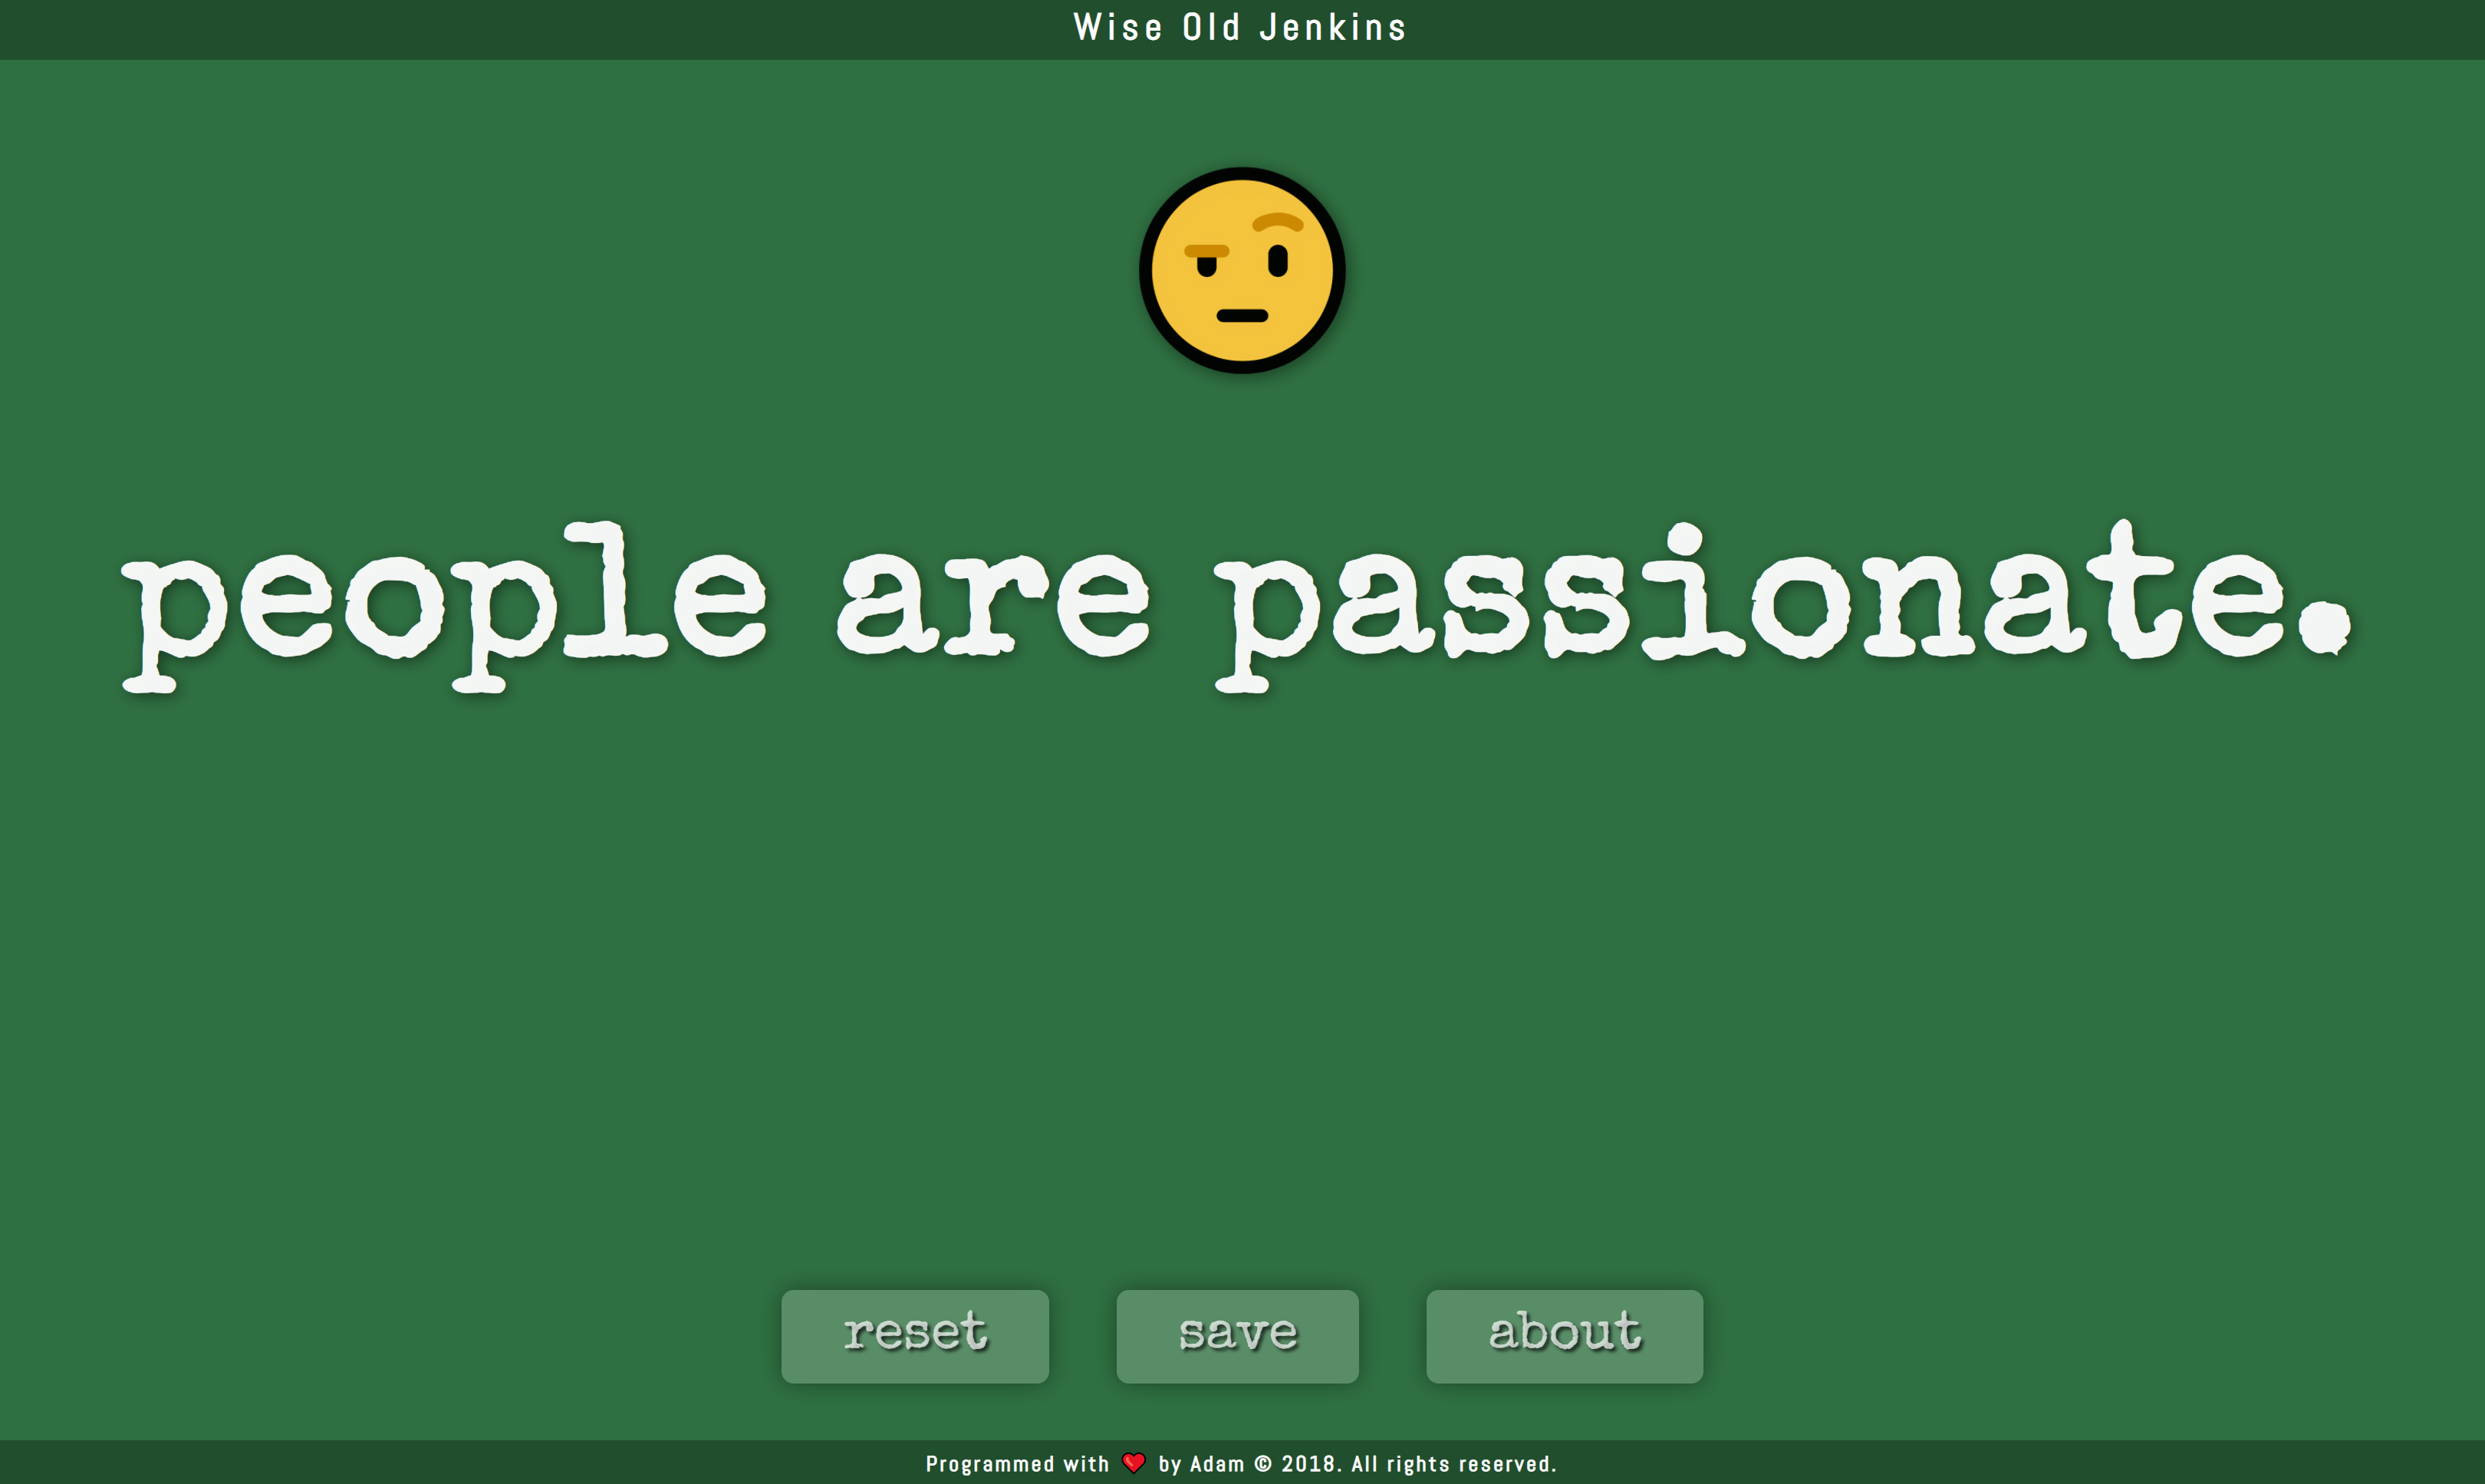 Wise Old Jenkins
people are passionate.
reset save about
Programmed with ❤ by Adam © 2018. All rights reserved.